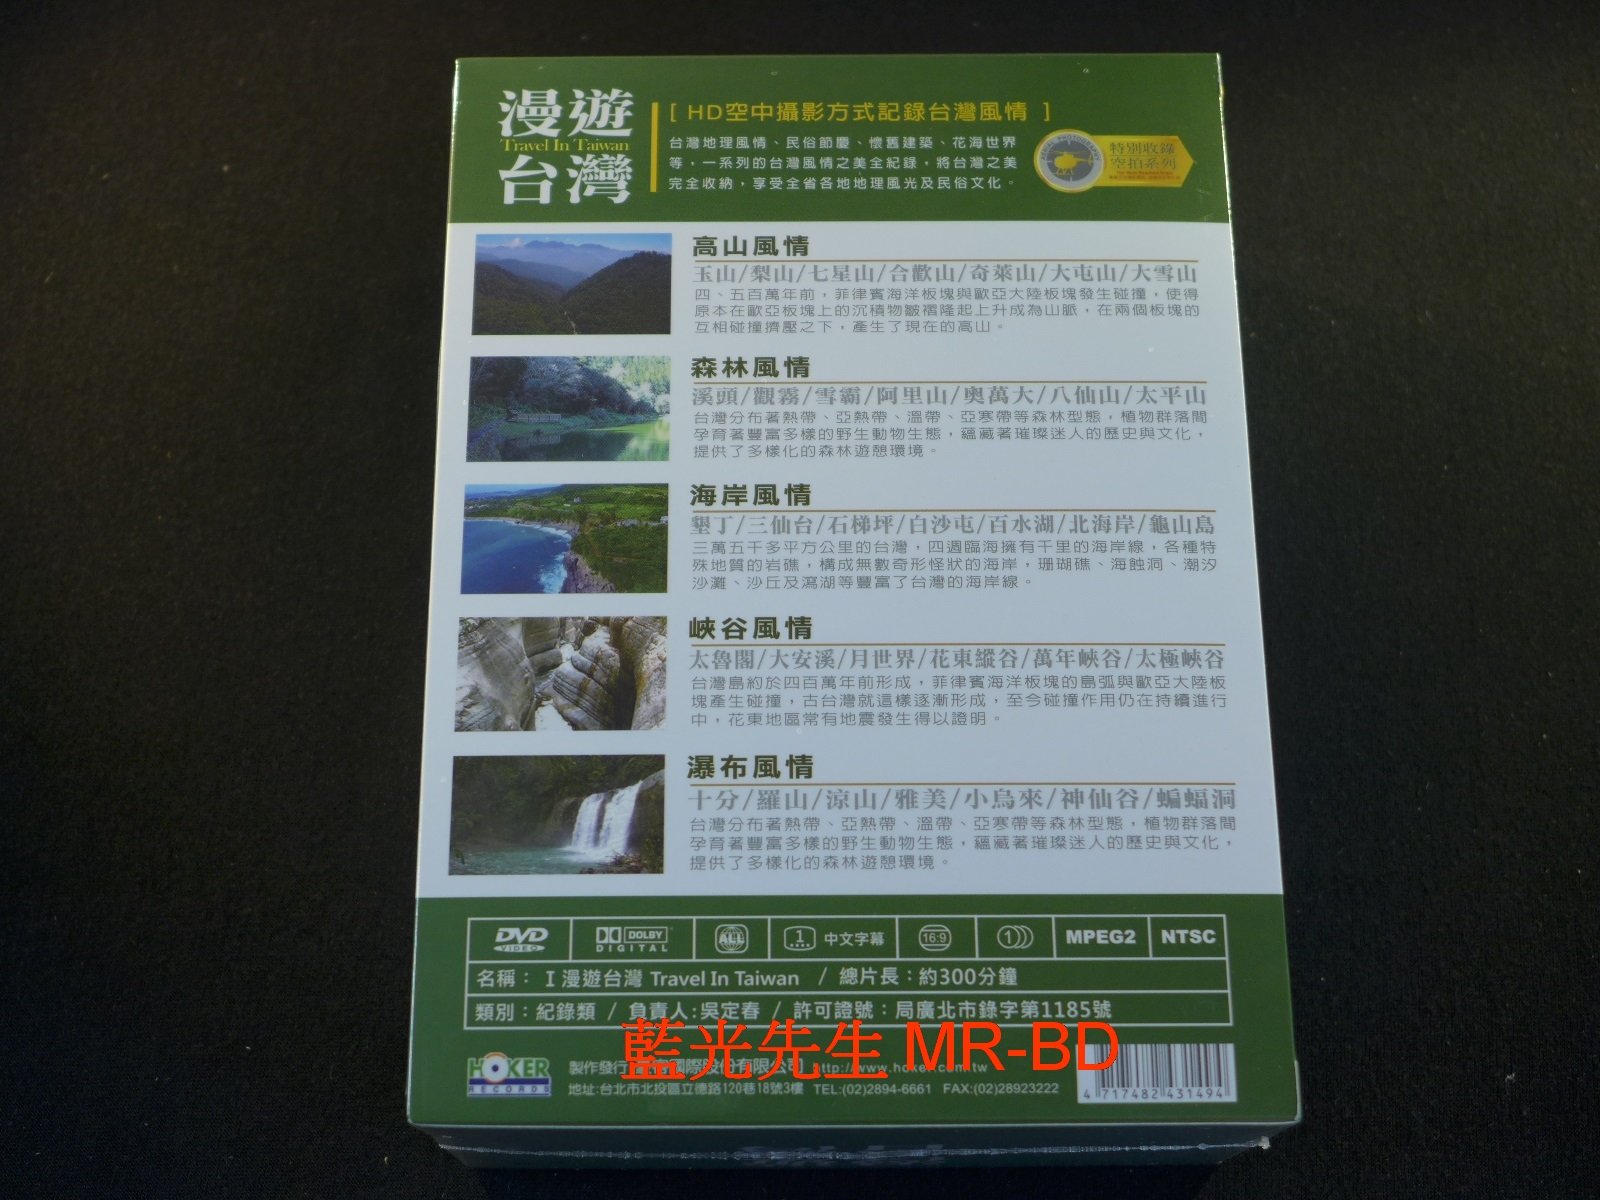 漫遊
Travel In Taiwan
台灣
[ HD空中攝影方式記錄台灣風情 ]
台灣地理風情、民俗節慶、懷舊建築、花海世界
等，一系列的台灣風情之美全紀錄，將台灣之美
完全收納，享受全省各地地理風光及民俗文化。
AERIAL PHOTOGRAPHY
特別收錄
空拍系列
高山風情
玉山/梨山/七星山/合歡山/奇萊山/大屯山/大雪山
四、五百萬年前，菲律賓海洋板塊與歐亞大陸板塊發生碰撞，使得
原本在歐亞板塊上的沉積物皺褶隆起上升成為山脈，在兩個板塊的
互相碰撞擠壓之下，產生了現在的高山。
森林風情
溪頭/觀霧/雪霸/阿里山/奧萬大/八仙山/太平山
台灣分布著熱帶、亞熱帶、溫帶、亞寒帶等森林型態，植物群落間
孕育著豐富多樣的野生動物生態，蘊藏著璀璨迷人的歷史與文化，
提供了多樣化的森林遊憩環境。
海岸風情
墾丁/三仙台/石梯坪/白沙屯/百水湖/北海岸/龜山島
三萬五千多平方公里的台灣，四週臨海擁有千里的海岸線，各種特
殊地質的岩礁，構成無數奇形怪狀的海岸，珊瑚礁、海蝕洞、潮汐
沙灘、沙丘及瀉湖等豐富了台灣的海岸線。
峽谷風情
太魯閣/大安溪/月世界/花東縱谷/萬年峽谷/太極峽谷
台灣島約於四百萬年前形成，菲律賓海洋板塊的島弧與歐亞大陸板
塊產生碰撞，古台灣就這樣逐漸形成，至今碰撞作用仍在持續進行
中，花東地區常有地震發生得以證明。
瀑布風情
十分/羅山/涼山/雅美/小烏來/神仙谷/蝙蝠洞
台灣分布著熱帶、亞熱帶、溫帶、亞寒帶等森林型態，植物群落間
孕育著豐富多樣的野生動物生態，蘊藏著璀璨迷人的歷史與文化，
提供了多樣化的森林遊憩環境。
DVD VIDEO DOLBY DIGITAL ALL 1 中文字幕 16:9 1 MPEG2 NTSC
名稱：I 漫遊台灣 Travel In Taiwan / 總片長：約300分鐘
類別：紀錄類 / 負責人:吳定春 / 許可證號：局廣北市錄字第1185號
藍光先生 MR-BD
HOKER RECORDS
製作發行 國際股份有限公司 http://www.hoker.com.tw
地址:台北市北投區立德路120巷18號3樓 TEL:(02)2894-6661 FAX:(02)28923222
4 717482 431494